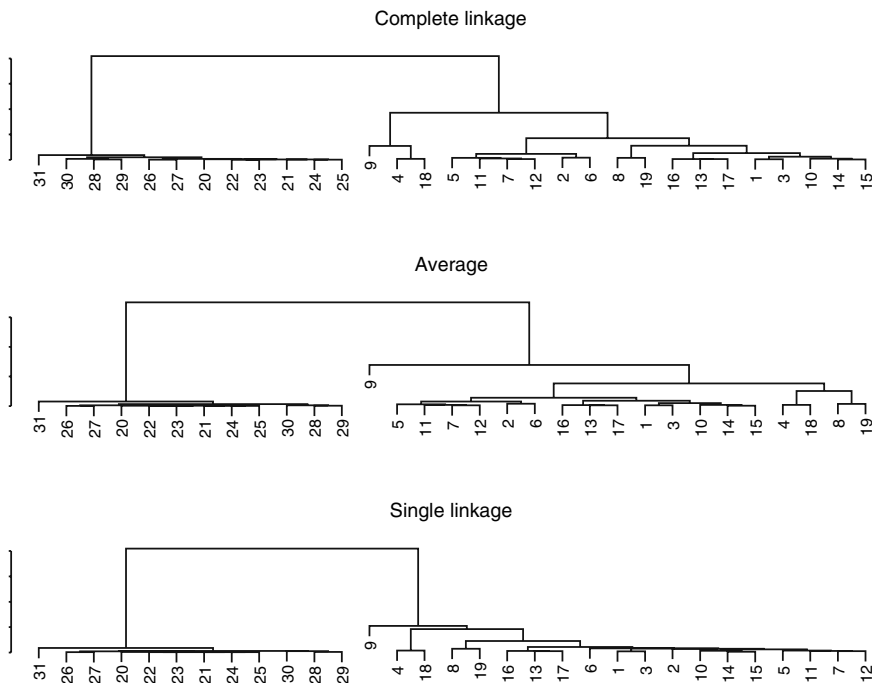 Complete linkage
31 30 28 29 26 27 20 22 23 21 24 25 9 4 18 5 11 7 12 2 6 8 19 16 13 17 1 3 10 14 15
Average
31 26 27 20 22 23 21 24 25 30 28 29 9 5 11 7 12 2 6 16 13 17 1 3 10 14 15 4 18 8 19
Single linkage
31 26 27 20 22 23 21 24 25 30 28 29 9 4 18 8 19 16 13 17 6 1 3 2 10 14 15 5 11 7 12